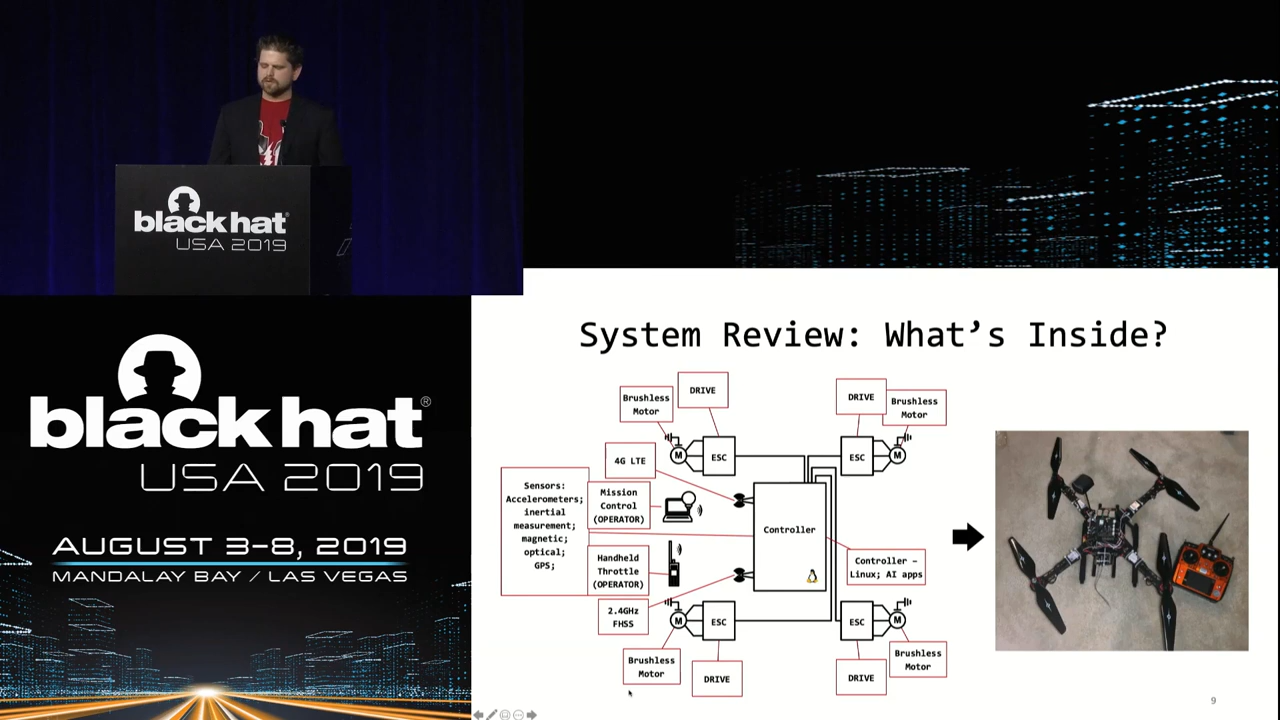 black hat
USA 2019
black hat®
USA 2019
AUGUST 3-8, 2019
MANDALAY BAY / LAS VEGAS
System Review: What's Inside?
Brushless
Motor
DRIVE
DRIVE
Brushless
Motor
M
ESC
ESC
M
4G LTE
Sensors:
Accelerometers;
inertial
measurement;
magnetic;
optical;
GPS;
Mission
Control
(OPERATOR)
Controller
Handheld
Throttle
(OPERATOR)
Controller –
Linux; AI apps
2.4GHz
FHSS
M
ESC
ESC
M
Brushless
Motor
DRIVE
DRIVE
Brushless
Motor
9